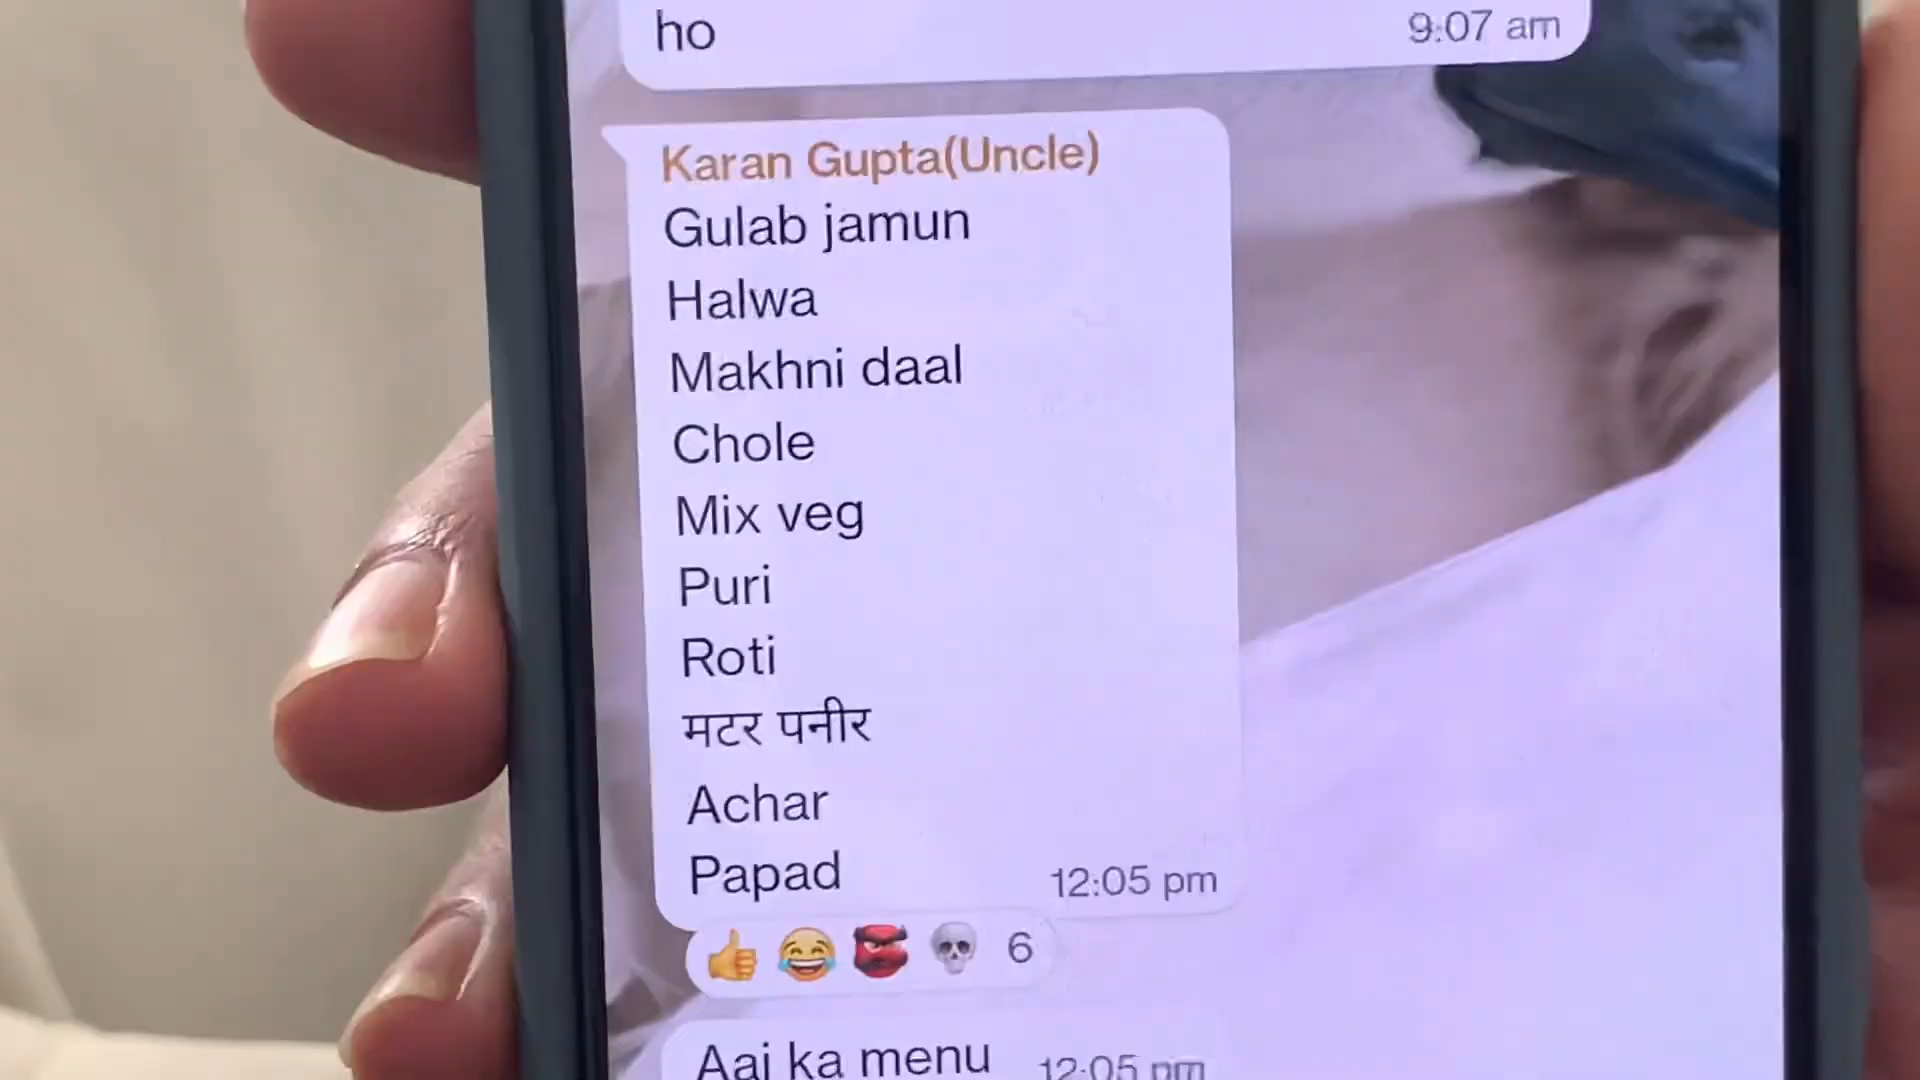 ho
9:07 am
Karan Gupta(Uncle)
Gulab jamun
Halwa
Makhni daal
Chole
Mix veg
Puri
Roti
मटर पनीर
Achar
Papad
12:05 pm
👍 😂 👹 💀 6
Aaj ka menu
12:05 pm